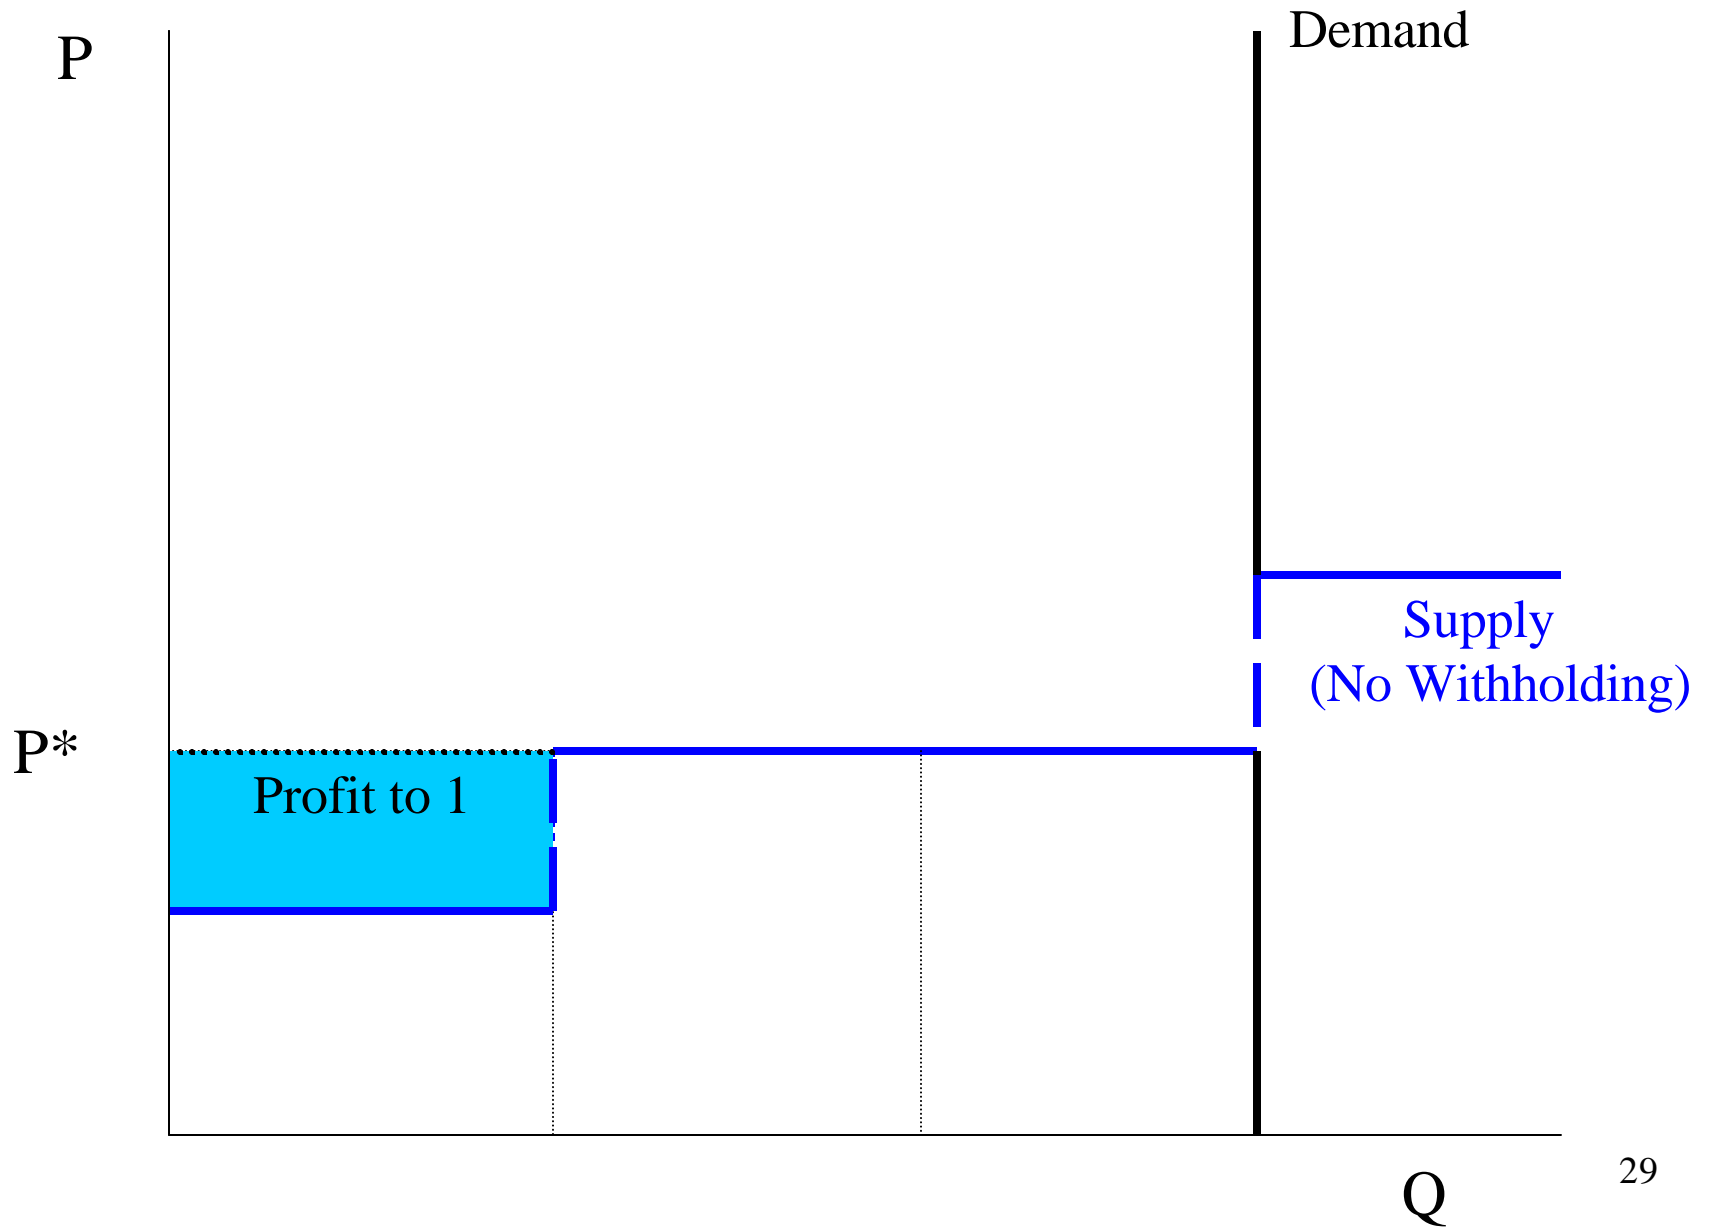 P
Demand
Supply
(No Withholding)
P*
Profit to 1
29
Q